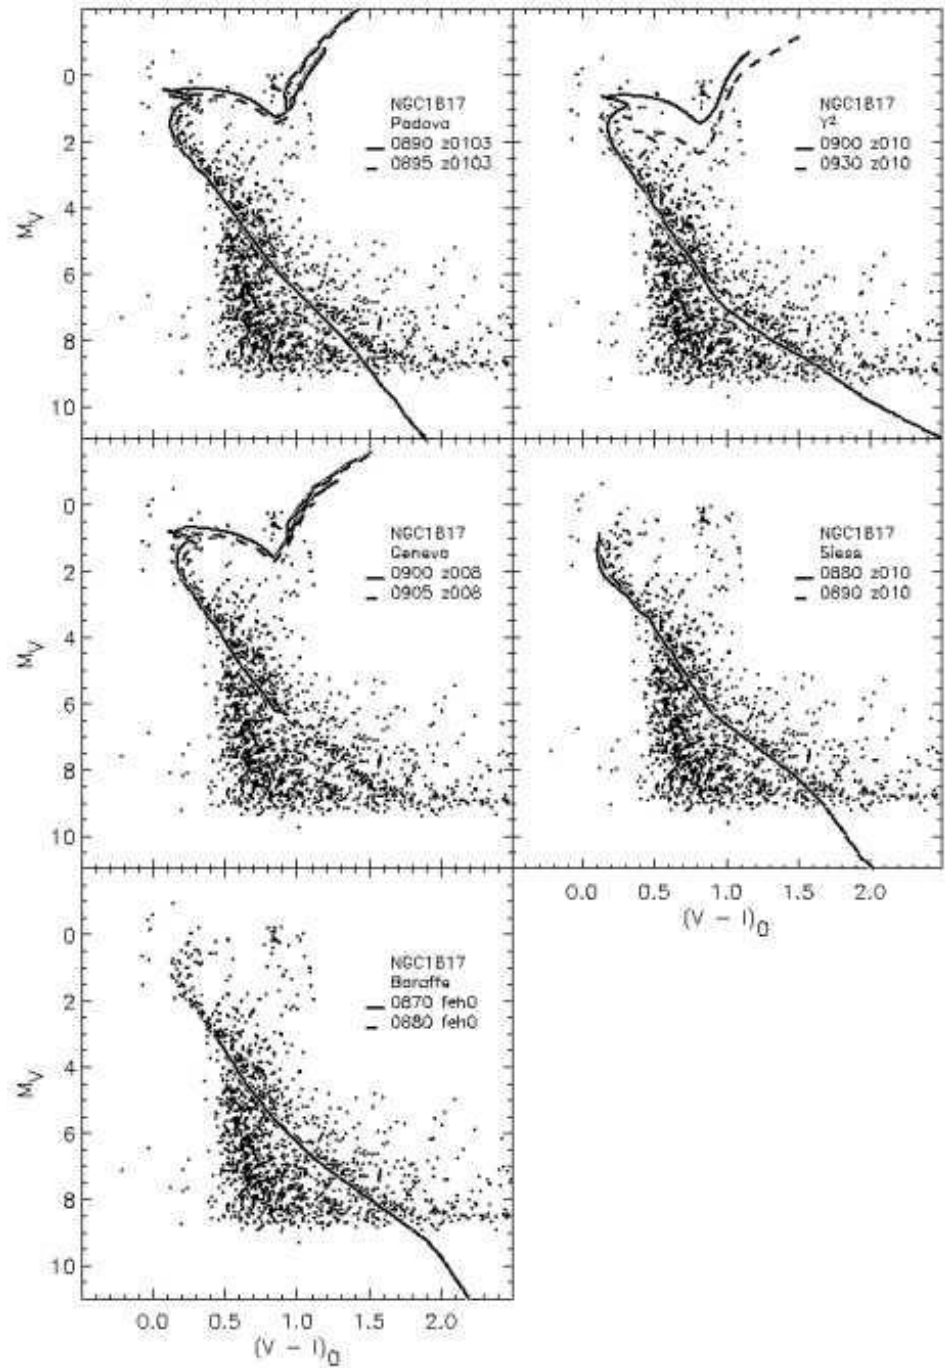 NGC1817
Padova
0890 z0103
0895 z0103
NGC1817
Y²
0900 z010
0930 z010
0
2
4
6
8
10
M_V
NGC1817
Geneva
0900 z008
0905 z008
NGC1817
Siess
0880 z010
0890 z010
0
2
4
6
8
10
M_V
0.0 0.5 1.0 1.5 2.0
(V - I)₀
NGC1817
Baraffe
0870 feh0
0880 feh0
0
2
4
6
8
10
M_V
0.0 0.5 1.0 1.5 2.0
(V - I)₀